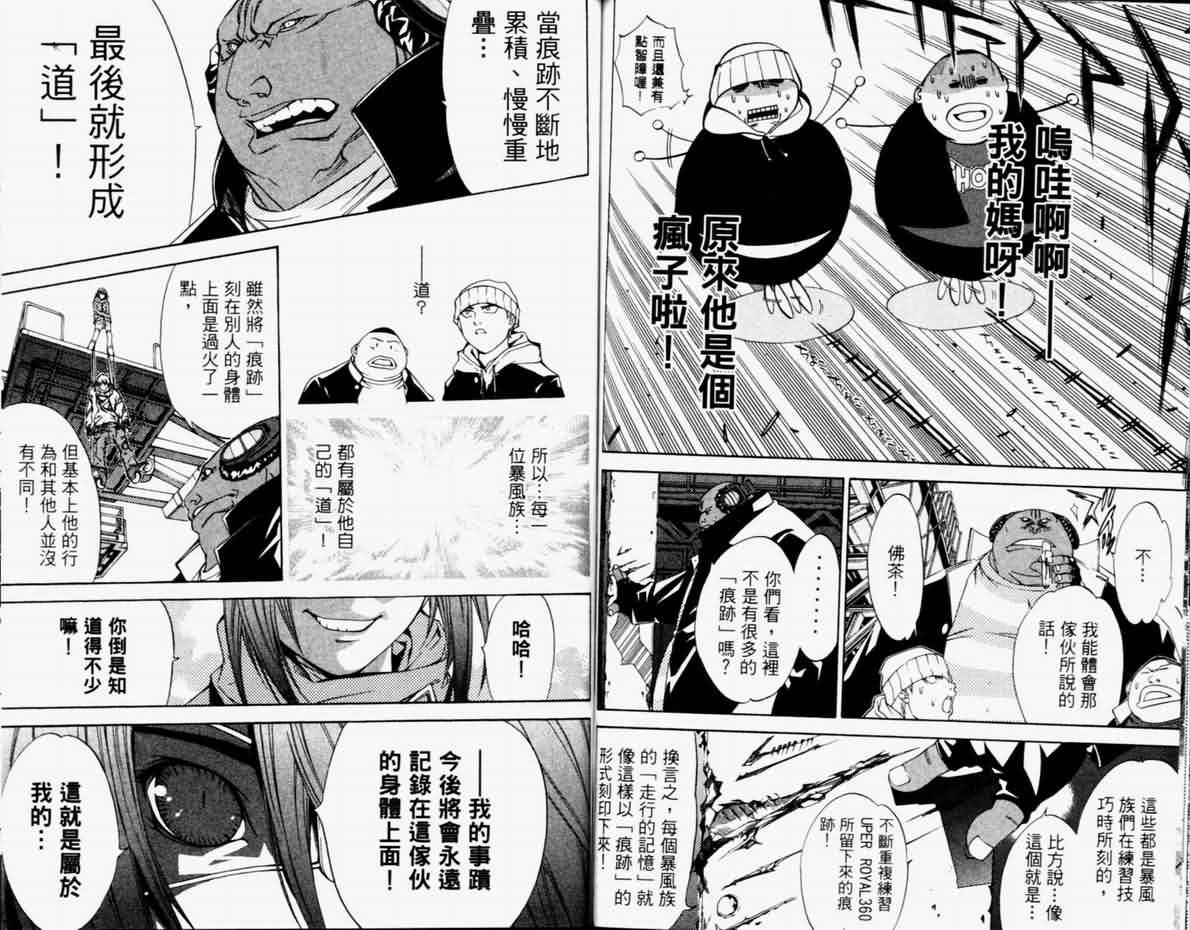 嗚哇啊啊——
我的媽呀！
原來他是個
瘋子啦！
而且還兼有
點智障喔！
不…
我能體會那
傢伙所說的
話！
佛茶！
………
你們看，這裡
不是有很多的
「痕跡」嗎？
這些都是暴風
族們在練習技
巧時所刻的，
比方說…像
這個就是…
不斷重複練習
UPER ROYAL360
所留下來的痕
跡！
換言之，每個暴風族
的「走行的記憶」就
像這樣以「痕跡」的
形式刻印下來！
當痕跡不斷地
累積、慢慢重
疊…
最後就形成
「道」！
——道？
所以…每一
位暴風族…
都有屬於他自
己的「道」！
雖然將「痕跡」
刻在別人的身體
上面是過火了一
點，
但基本上他的行
為和其他人並沒
有不同！
哈哈！
你倒是知
道得不少
嘛！
——我的事蹟
今後將會永遠
記錄在這傢伙
的身體上面！
這就是屬於
我的…